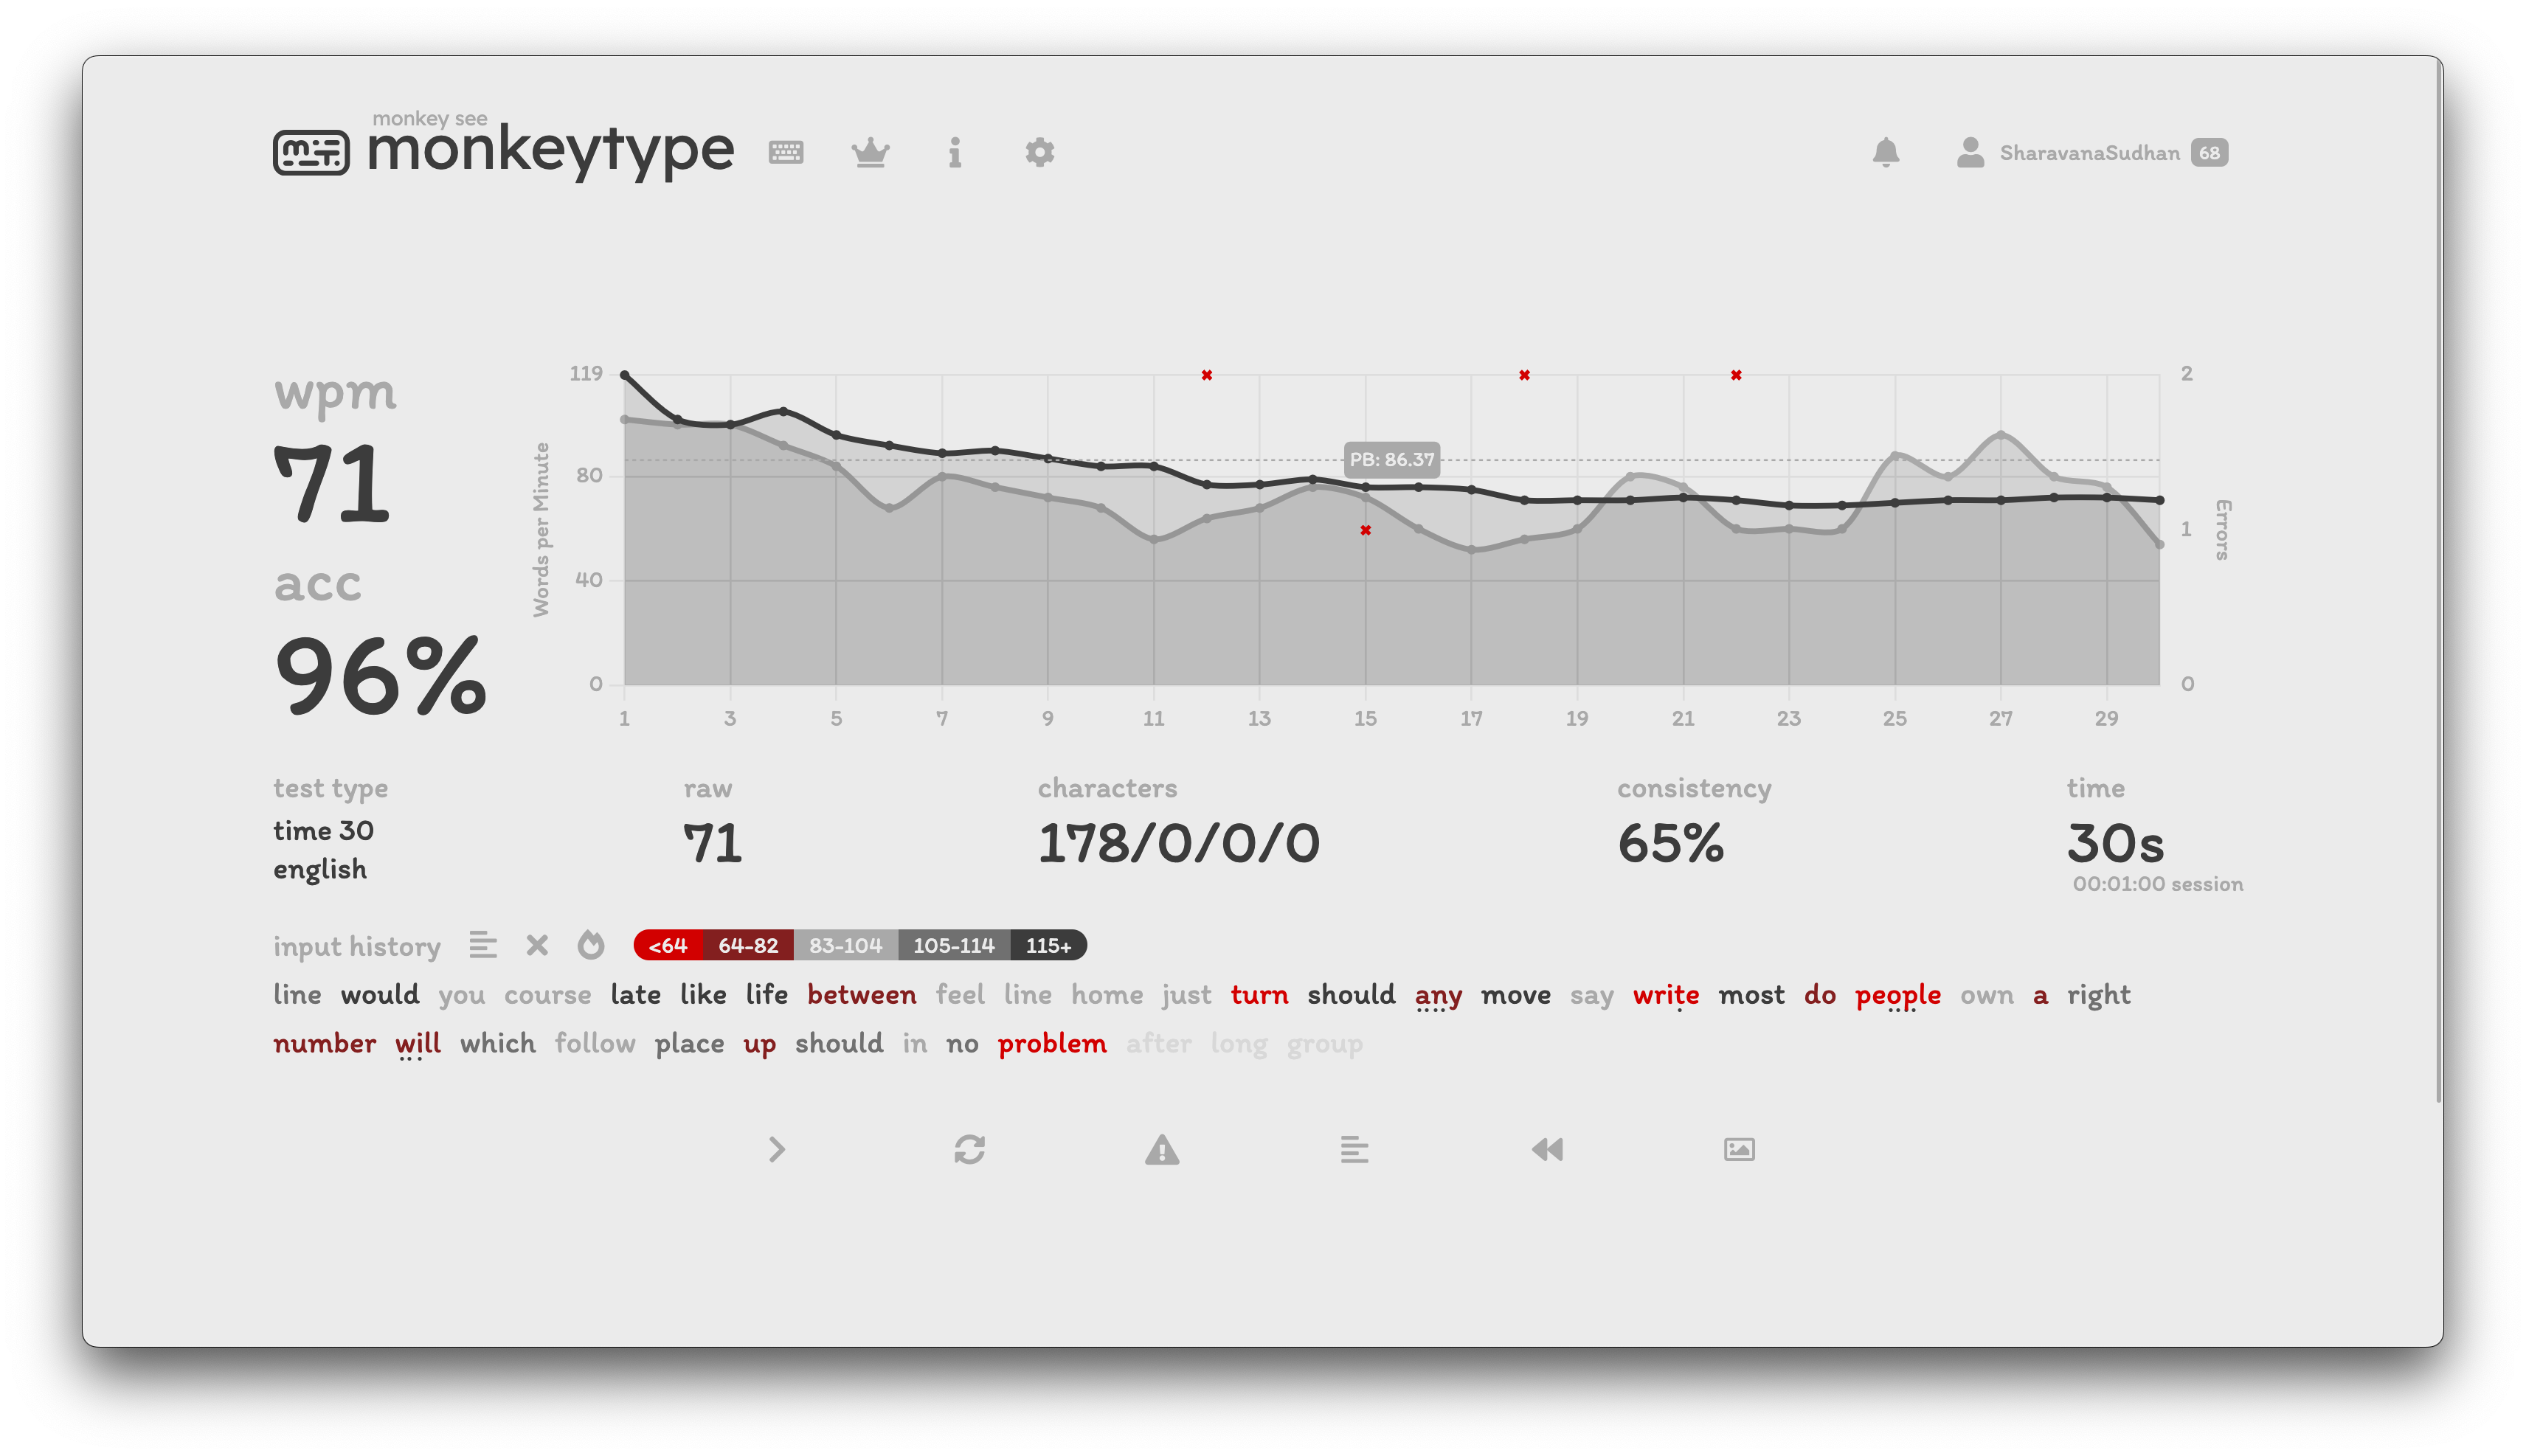 monkey see
monkeytype
SharavanaSudhan 68
wpm
71
acc
96%
Words per Minute
119
80
40
0
PB: 86.37
2
1
0
Errors
1 3 5 7 9 11 13 15 17 19 21 23 25 27 29
test type
time 30
english
raw
71
characters
178/0/0/0
consistency
65%
time
30s
00:01:00 session
input history <64 64-82 83-104 105-114 115+
line would you course late like life between feel line home just turn should any move say write most do people own a right
number will which follow place up should in no problem after long group